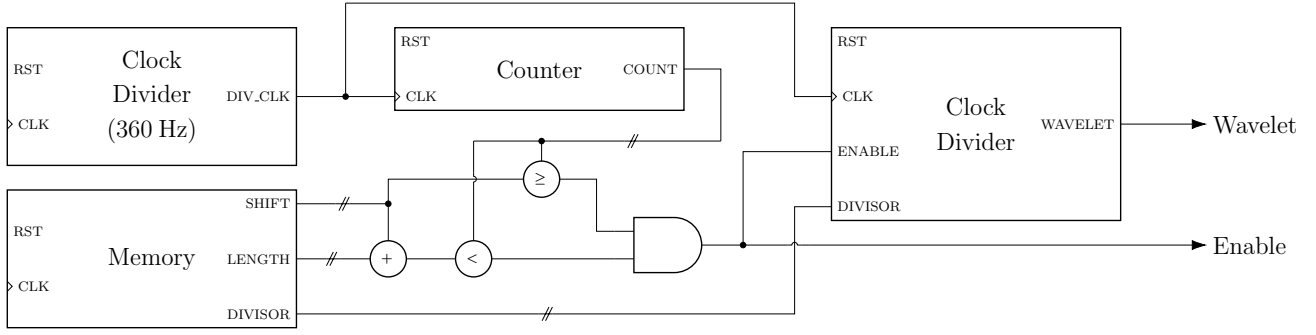 RST
CLK
Clock
Divider
(360 Hz)
DIV_CLK
RST
CLK
Counter
COUNT
RST
CLK
ENABLE
DIVISOR
Clock
Divider
WAVELET
Wavelet
RST
CLK
Memory
SHIFT
LENGTH
DIVISOR
≥
+
<
Enable